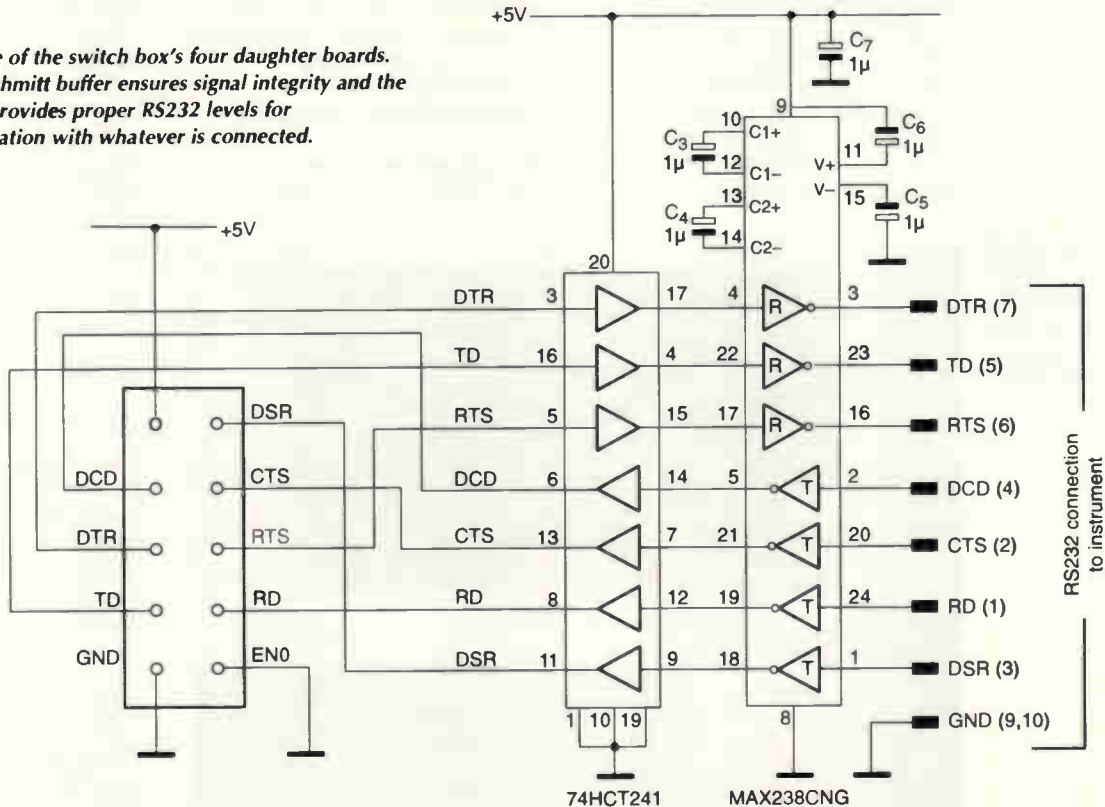 +5V
e of the switch box's four daughter boards.
hmitt buffer ensures signal integrity and the
rovides proper RS232 levels for
ation with whatever is connected.
C7
1µ
9
10
C1+
C3
1µ
12
C1–
13
C2+
C4
1µ
14
C2–
C6
1µ
11
V+
V–
15
C5
1µ
+5V
20
DTR 3 17 4 R 3 DTR (7)
TD 16 4 22 R 23 TD (5)
RTS 5 15 17 R 16 RTS (6)
DCD 6 14 5 T 2 DCD (4)
CTS 13 7 21 T 20 CTS (2)
RD 8 12 19 T 24 RD (1)
DSR 11 9 18 T 1 DSR (3)
GND (9,10)
DSR
DCD CTS
DTR RTS
TD RD
GND EN0
1 10 19
8
74HCT241
MAX238CNG
RS232 connection
to instrument